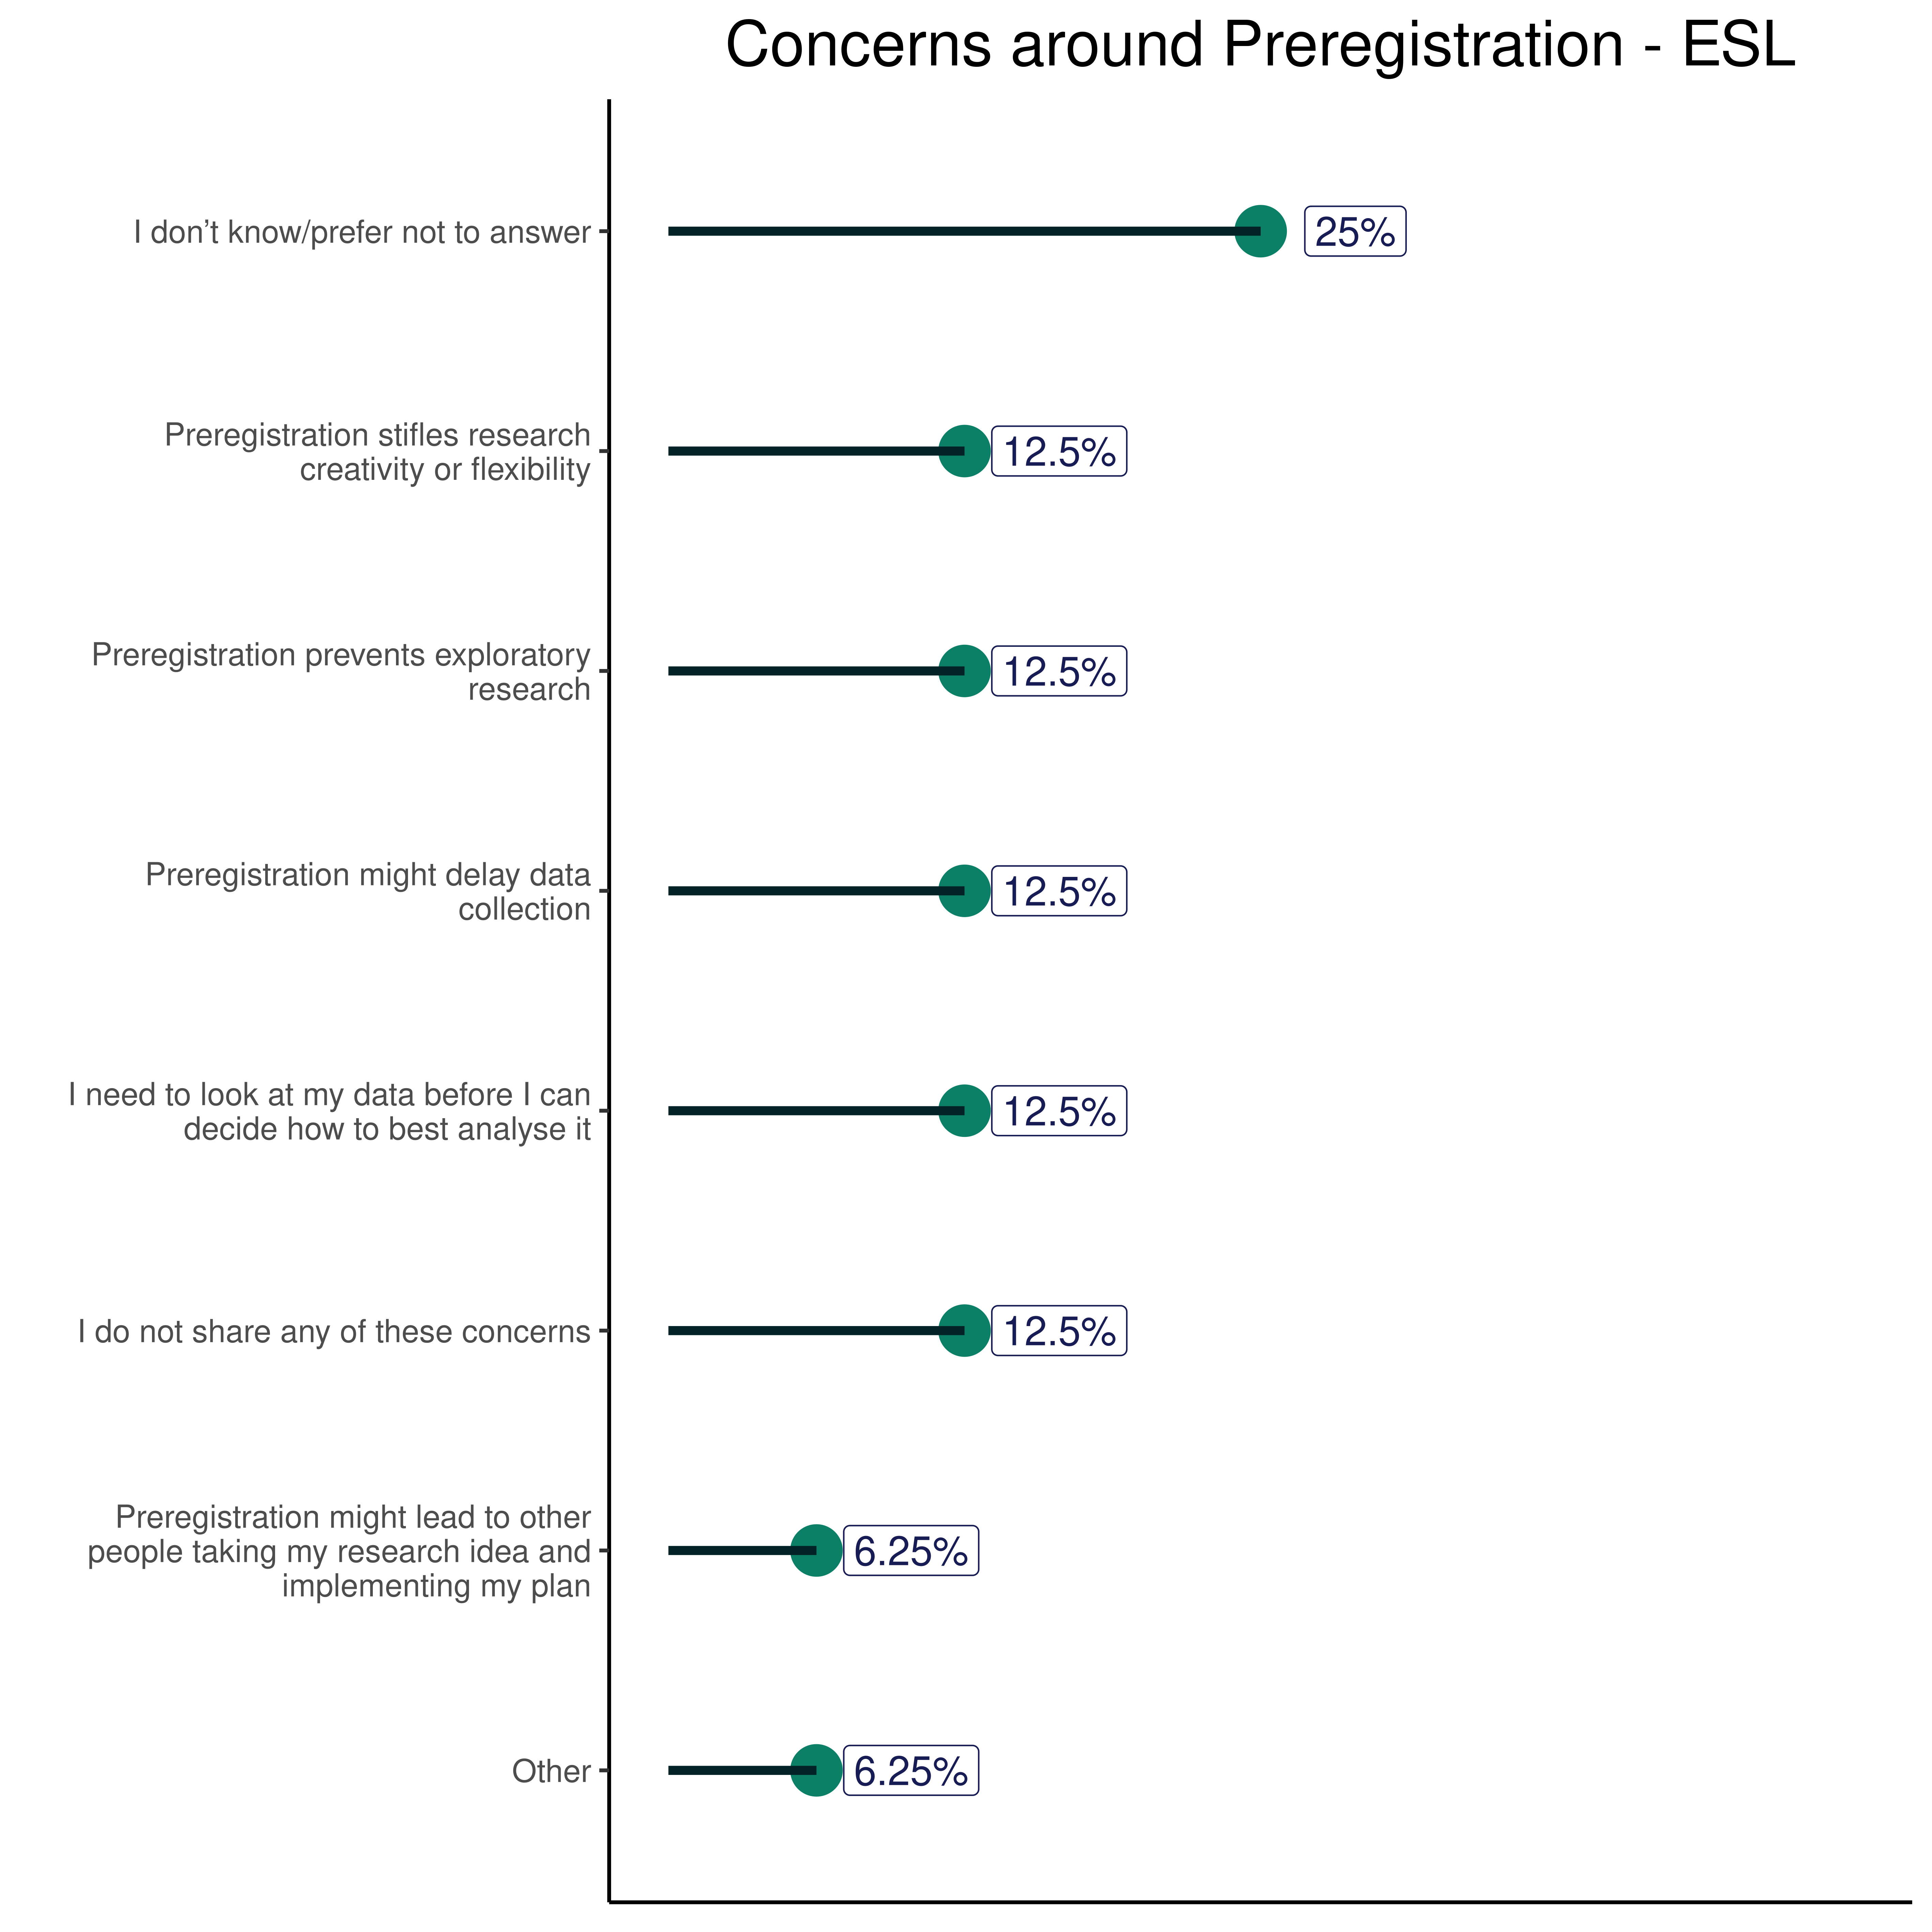 Concerns around Preregistration - ESL
I don’t know/prefer not to answer
25%
Preregistration stifles research
creativity or flexibility
12.5%
Preregistration prevents exploratory
research
12.5%
Preregistration might delay data
collection
12.5%
I need to look at my data before I can
decide how to best analyse it
12.5%
I do not share any of these concerns
12.5%
Preregistration might lead to other
people taking my research idea and
implementing my plan
6.25%
Other
6.25%